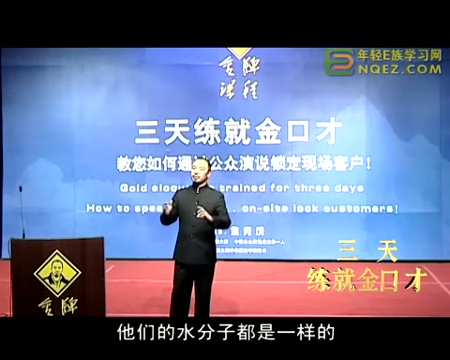 年轻E族学习网
NQEZ.COM
金牌
课程
三天练就金口才
教您如何通过公众演说锁定现场客户!
Gold eloquence trained for three days
How to speak on-site lock customers!
三天
练就金口才
金牌
他们的水分子都是一样的